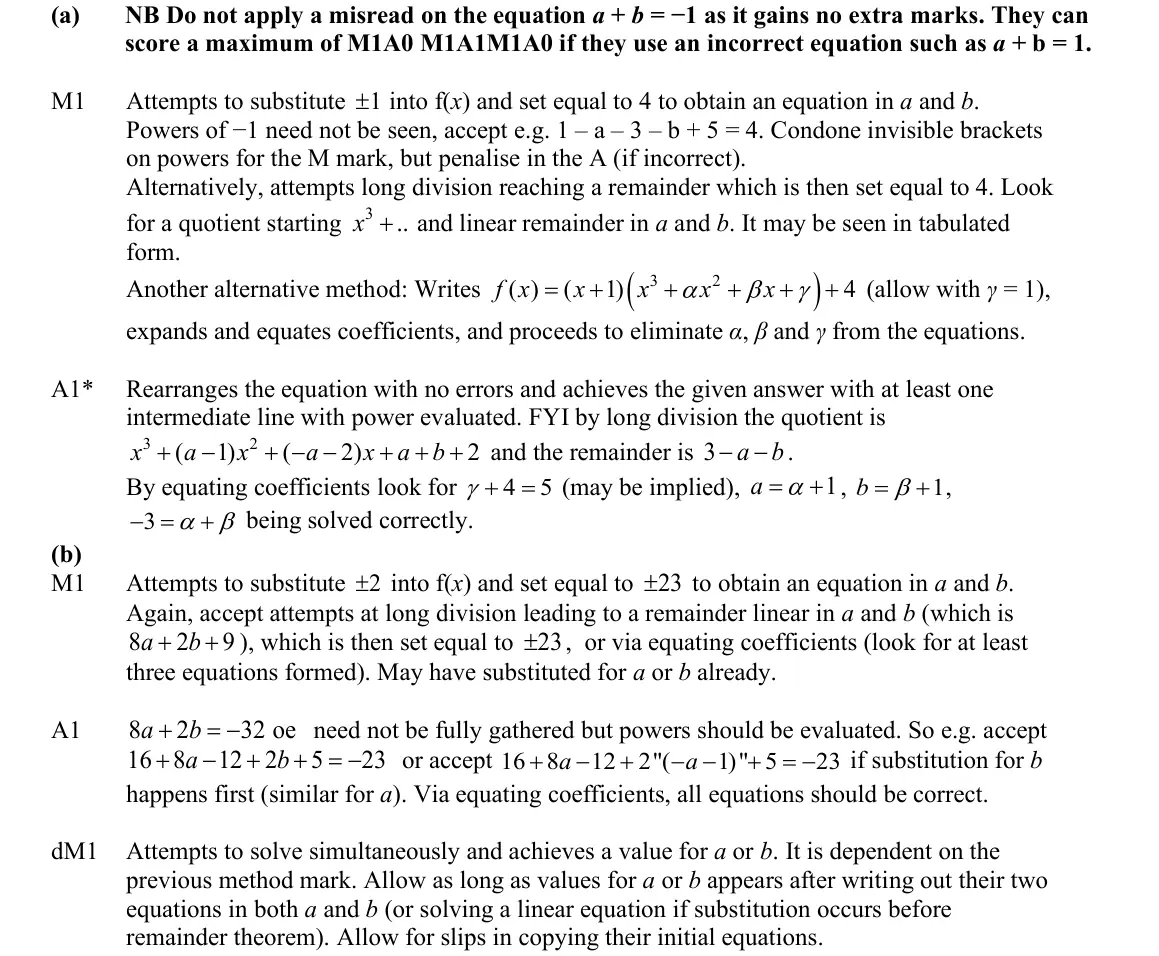 (a) NB Do not apply a misread on the equation a + b = −1 as it gains no extra marks. They can
score a maximum of M1A0 M1A1M1A0 if they use an incorrect equation such as a + b = 1.
M1 Attempts to substitute ±1 into f(x) and set equal to 4 to obtain an equation in a and b.
Powers of −1 need not be seen, accept e.g. 1 – a – 3 – b + 5 = 4. Condone invisible brackets
on powers for the M mark, but penalise in the A (if incorrect).
Alternatively, attempts long division reaching a remainder which is then set equal to 4. Look
for a quotient starting x³ + .. and linear remainder in a and b. It may be seen in tabulated
form.
Another alternative method: Writes f(x) = (x+1)(x³ + αx² + βx + γ) + 4 (allow with γ = 1),
expands and equates coefficients, and proceeds to eliminate α, β and γ from the equations.
A1* Rearranges the equation with no errors and achieves the given answer with at least one
intermediate line with power evaluated. FYI by long division the quotient is
x³ + (a−1)x² + (−a−2)x + a + b + 2 and the remainder is 3 − a − b.
By equating coefficients look for γ + 4 = 5 (may be implied), a = α + 1, b = β + 1,
−3 = α + β being solved correctly.
(b)
M1 Attempts to substitute ±2 into f(x) and set equal to ±23 to obtain an equation in a and b.
Again, accept attempts at long division leading to a remainder linear in a and b (which is
8a + 2b + 9), which is then set equal to ±23, or via equating coefficients (look for at least
three equations formed). May have substituted for a or b already.
A1 8a + 2b = −32 oe need not be fully gathered but powers should be evaluated. So e.g. accept
16 + 8a − 12 + 2b + 5 = −23 or accept 16 + 8a − 12 + 2"(−a − 1)" + 5 = −23 if substitution for b
happens first (similar for a). Via equating coefficients, all equations should be correct.
dM1 Attempts to solve simultaneously and achieves a value for a or b. It is dependent on the
previous method mark. Allow as long as values for a or b appears after writing out their two
equations in both a and b (or solving a linear equation if substitution occurs before
remainder theorem). Allow for slips in copying their initial equations.